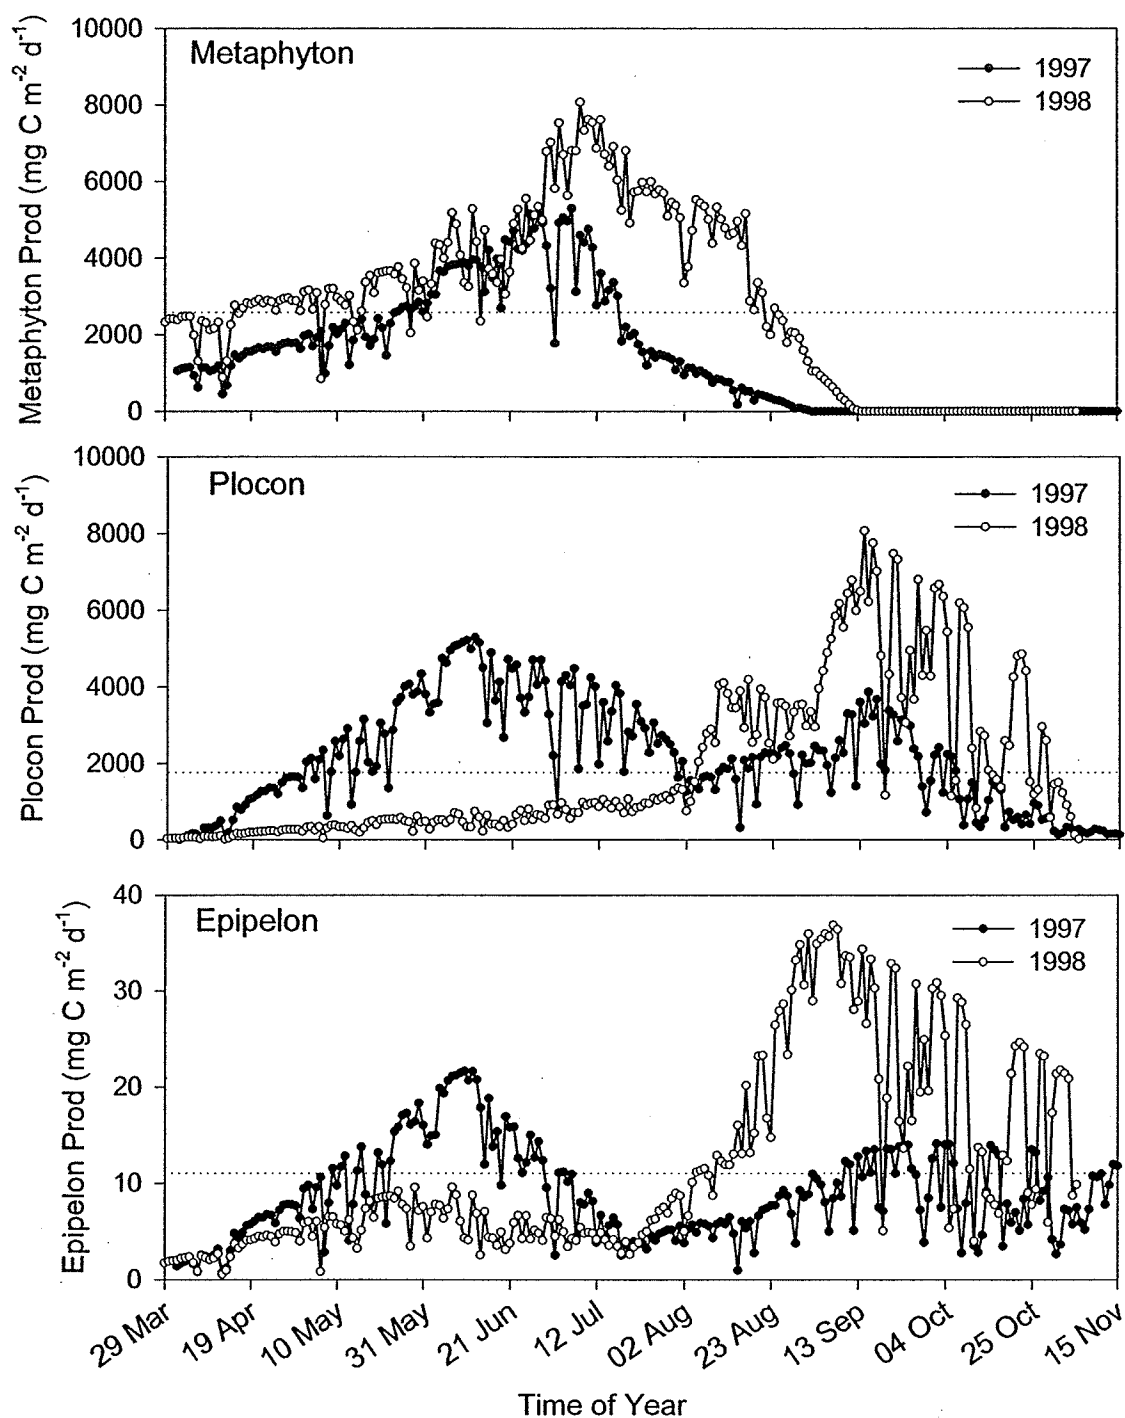 Metaphyton
1997
1998
Metaphyton Prod (mg C m-2 d-1)
10000
8000
6000
4000
2000
0
Plocon
1997
1998
Plocon Prod (mg C m-2 d-1)
10000
8000
6000
4000
2000
0
Epipelon
1997
1998
Epipelon Prod (mg C m-2 d-1)
40
30
20
10
0
29 Mar
19 Apr
10 May
31 May
21 Jun
12 Jul
02 Aug
23 Aug
13 Sep
04 Oct
25 Oct
15 Nov
Time of Year